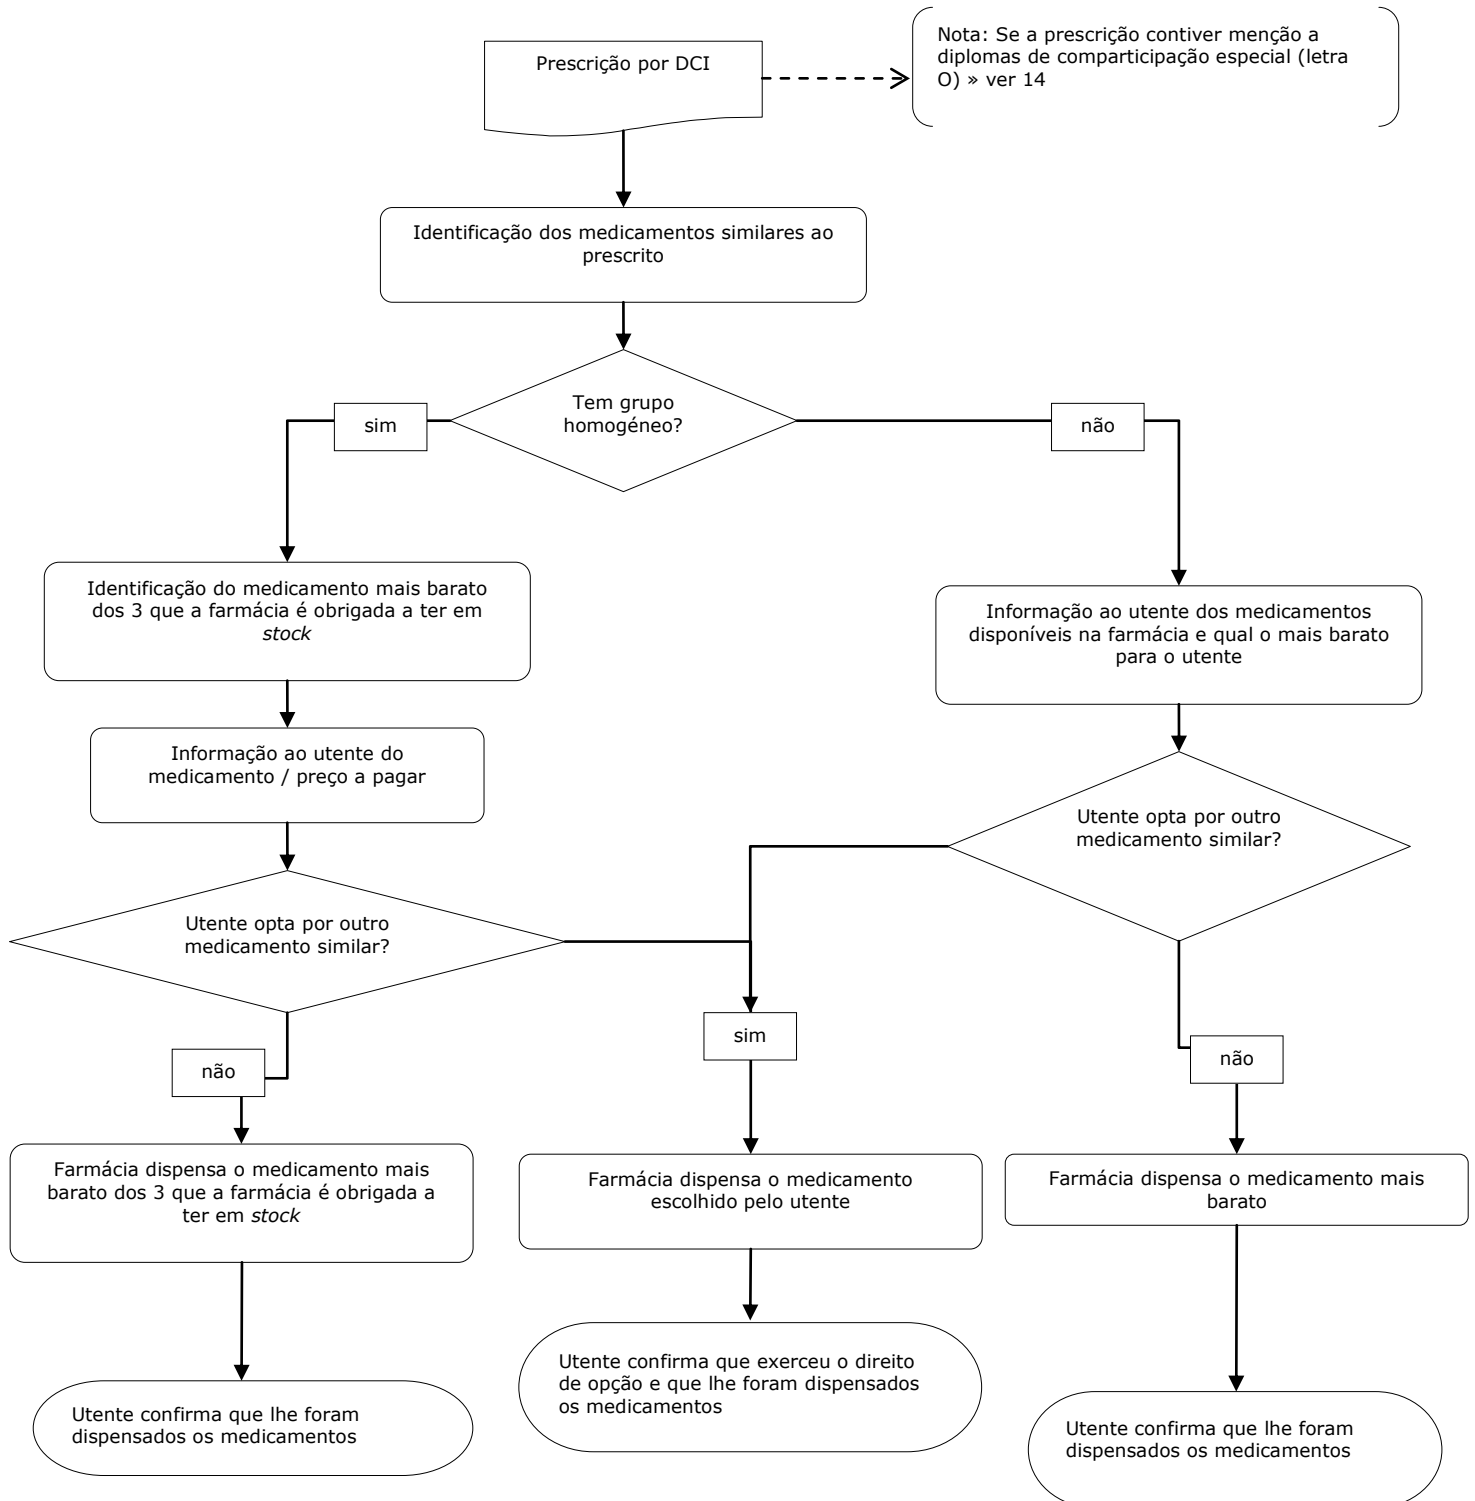 Prescrição por DCI
Nota: Se a prescrição contiver menção a
diplomas de comparticipação especial (letra
O) » ver 14
Identificação dos medicamentos similares ao
prescrito
Tem grupo
homogéneo?
sim
não
Identificação do medicamento mais barato
dos 3 que a farmácia é obrigada a ter em
stock
Informação ao utente dos medicamentos
disponíveis na farmácia e qual o mais barato
para o utente
Informação ao utente do
medicamento / preço a pagar
Utente opta por outro
medicamento similar?
Utente opta por outro
medicamento similar?
não
sim
não
Farmácia dispensa o medicamento mais
barato dos 3 que a farmácia é obrigada a
ter em stock
Farmácia dispensa o medicamento
escolhido pelo utente
Farmácia dispensa o medicamento mais
barato
Utente confirma que lhe foram
dispensados os medicamentos
Utente confirma que exerceu o direito
de opção e que lhe foram dispensados
os medicamentos
Utente confirma que lhe foram
dispensados os medicamentos